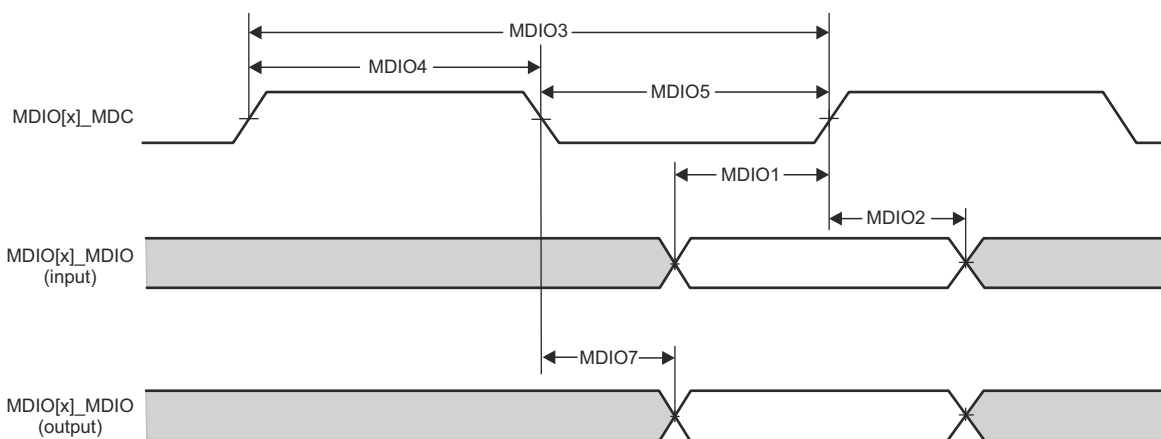 MDIO3
MDIO4
MDIO5
MDIO[x]_MDC
MDIO1
MDIO2
MDIO[x]_MDIO
(input)
MDIO7
MDIO[x]_MDIO
(output)